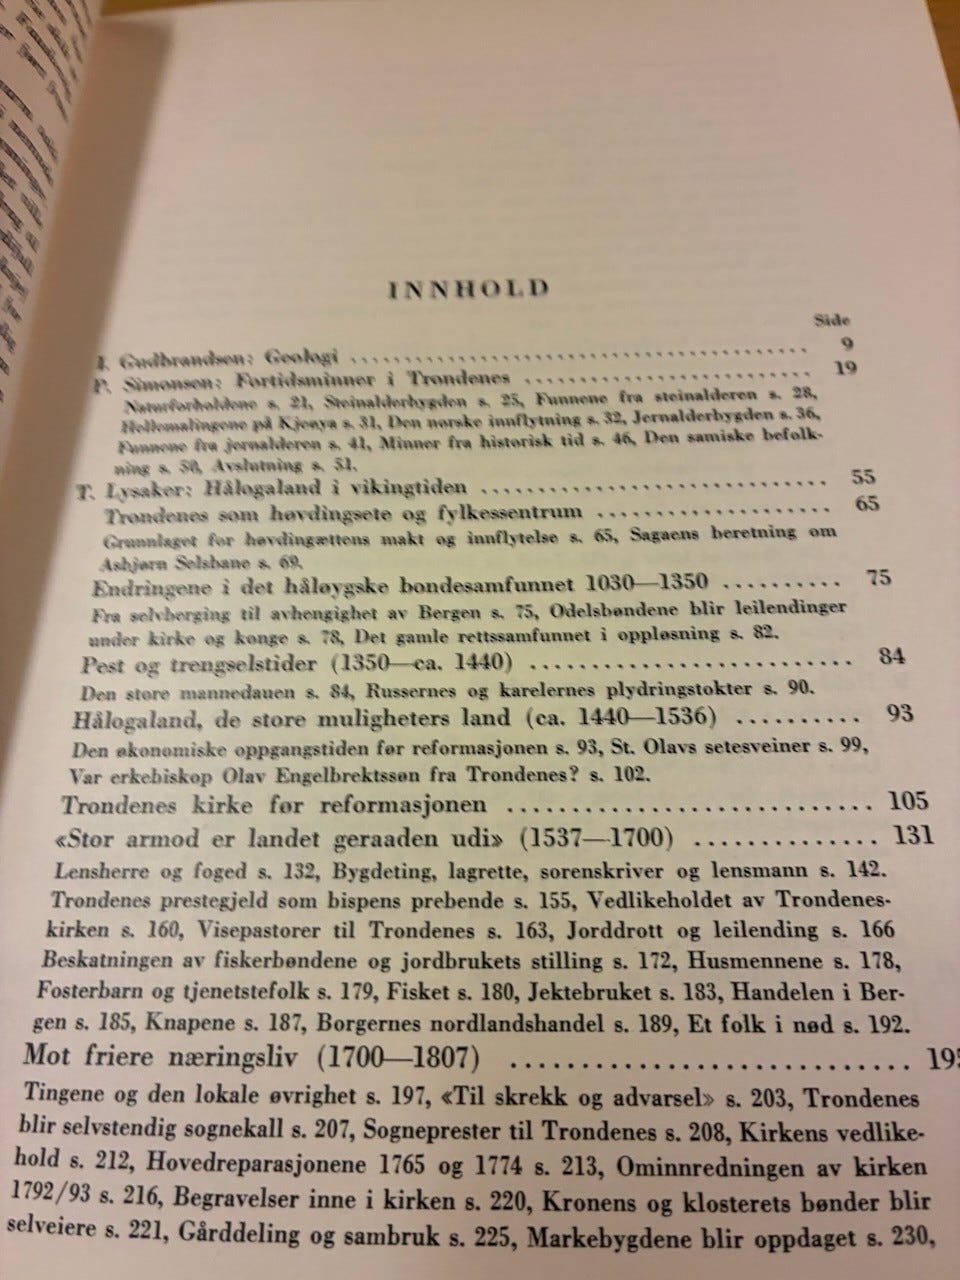 INNHOLD
Side
I. Gudbrandsen: Geologi 9
P. Simonsen: Fortidsminner i Trondenes 19
Naturforholdene s. 21, Steinalderbygden s. 25, Funnene fra steinalderen s. 28,
Hellemalingene på Kjeøya s. 31, Den norske innflytning s. 32, Jernalderbygden s. 36,
Funnene fra jernalderen s. 41, Minner fra historisk tid s. 46, Den samiske befolk-
ning s. 50, Avslutning s. 51.
T. Lysaker: Hålogaland i vikingtiden 55
Trondenes som høvdingsete og fylkessentrum 65
Grunnlaget for høvdingættens makt og innflytelse s. 65, Sagaens beretning om
Asbjørn Selsbane s. 69.
Endringene i det håløygske bondesamfunnet 1030—1350 75
Fra selvberging til avhengighet av Bergen s. 75, Odelsbøndene blir leilendinger
under kirke og konge s. 78, Det gamle rettssamfunnet i oppløsning s. 82.
Pest og trengselstider (1350—ca. 1440) 84
Den store mannedauen s. 84, Russernes og karelernes plydringstokter s. 90.
Hålogaland, de store muligheters land (ca. 1440—1536) 93
Den økonomiske oppgangstiden før reformasjonen s. 93, St. Olavs setesveiner s. 99,
Var erkebiskop Olav Engelbrektssøn fra Trondenes? s. 102.
Trondenes kirke før reformasjonen 105
«Stor armod er landet geraaden udi» (1537—1700) 131
Lensherre og foged s. 132, Bygdeting, lagrette, sorenskriver og lensmann s. 142.
Trondenes prestegjeld som bispens prebende s. 155, Vedlikeholdet av Trondenes-
kirken s. 160, Visepastorer til Trondenes s. 163, Jorddrott og leilending s. 166
Beskatningen av fiskerbøndene og jordbrukets stilling s. 172, Husmennene s. 178,
Fosterbarn og tjenetstefolk s. 179, Fisket s. 180, Jektebruket s. 183, Handelen i Ber-
gen s. 185, Knapene s. 187, Borgernes nordlandshandel s. 189, Et folk i nød s. 192.
Mot friere næringsliv (1700—1807) 195
Tingene og den lokale øvrighet s. 197, «Til skrekk og advarsel» s. 203, Trondenes
blir selvstendig sognekall s. 207, Sogneprester til Trondenes s. 208, Kirkens vedlike-
hold s. 212, Hovedreparasjonene 1765 og 1774 s. 213, Ominnredningen av kirken
1792/93 s. 216, Begravelser inne i kirken s. 220, Kronens og klosterets bønder blir
selveiere s. 221, Gårddeling og sambruk s. 225, Markebygdene blir oppdaget s. 230,